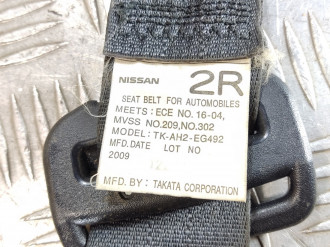 NISSAN 2R
SEAT BELT FOR AUTOMOBILES
MEETS: ECE NO. 16-04,
MVSS NO.209,NO.302
MODEL: TK-AH2-EG492
MFD.DATE LOT NO
2009
MFD.BY: TAKATA CORPORATION